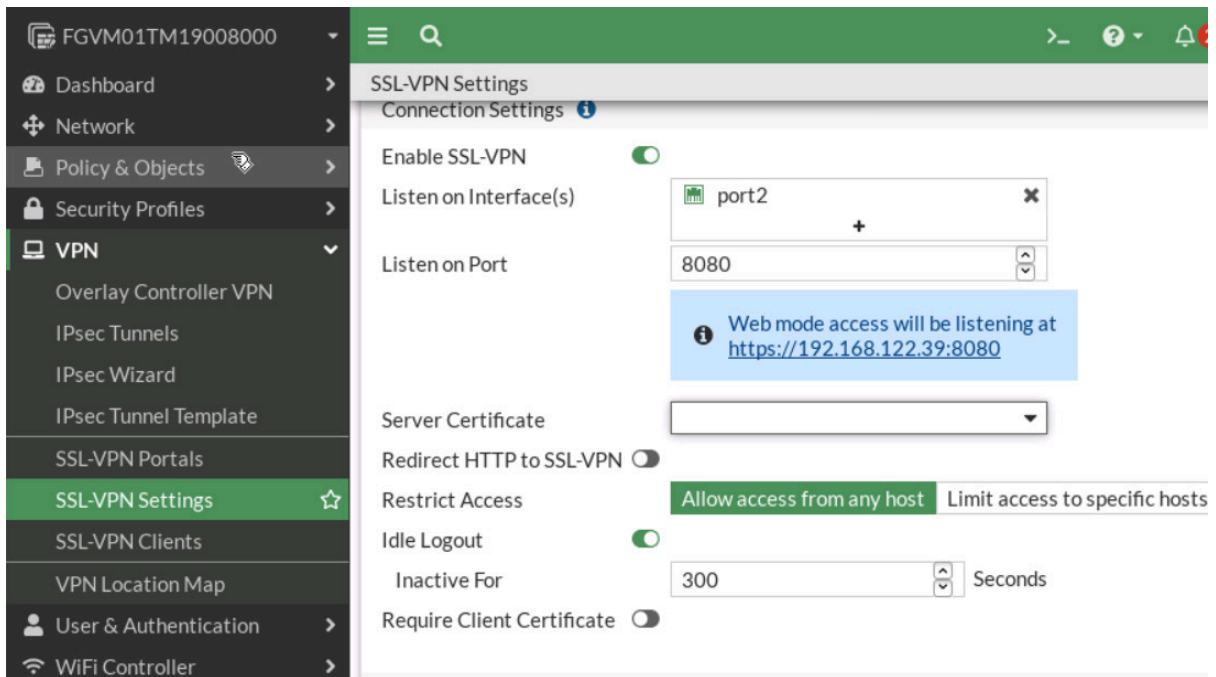 FGVM01TM19008000
Dashboard
Network
Policy & Objects
Security Profiles
VPN
Overlay Controller VPN
IPsec Tunnels
IPsec Wizard
IPsec Tunnel Template
SSL-VPN Portals
SSL-VPN Settings
SSL-VPN Clients
VPN Location Map
User & Authentication
WiFi Controller
>_
SSL-VPN Settings
Connection Settings
Enable SSL-VPN
Listen on Interface(s) port2
+
Listen on Port 8080
Web mode access will be listening at
https://192.168.122.39:8080
Server Certificate
Redirect HTTP to SSL-VPN
Restrict Access Allow access from any host Limit access to specific hosts
Idle Logout
Inactive For 300 Seconds
Require Client Certificate